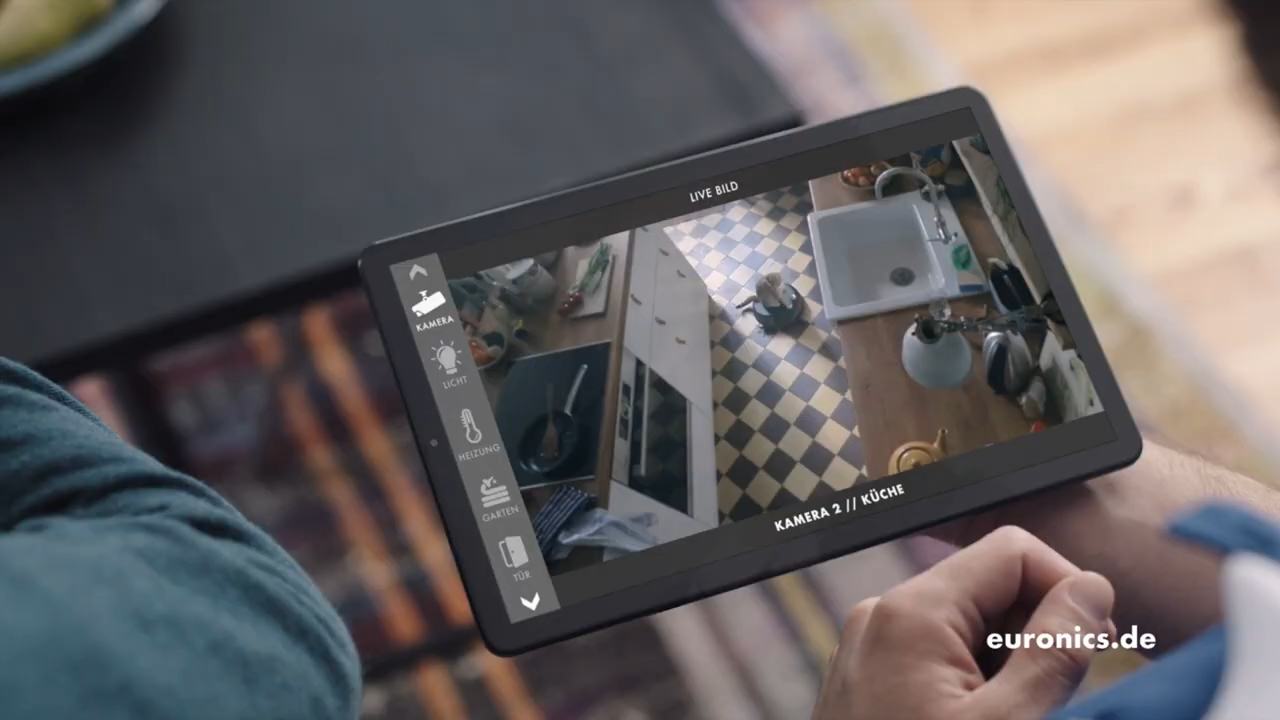 LIVE BILD
KAMERA
LICHT
HEIZUNG
GARTEN
TÜR
KAMERA 2 // KÜCHE
euronics.de